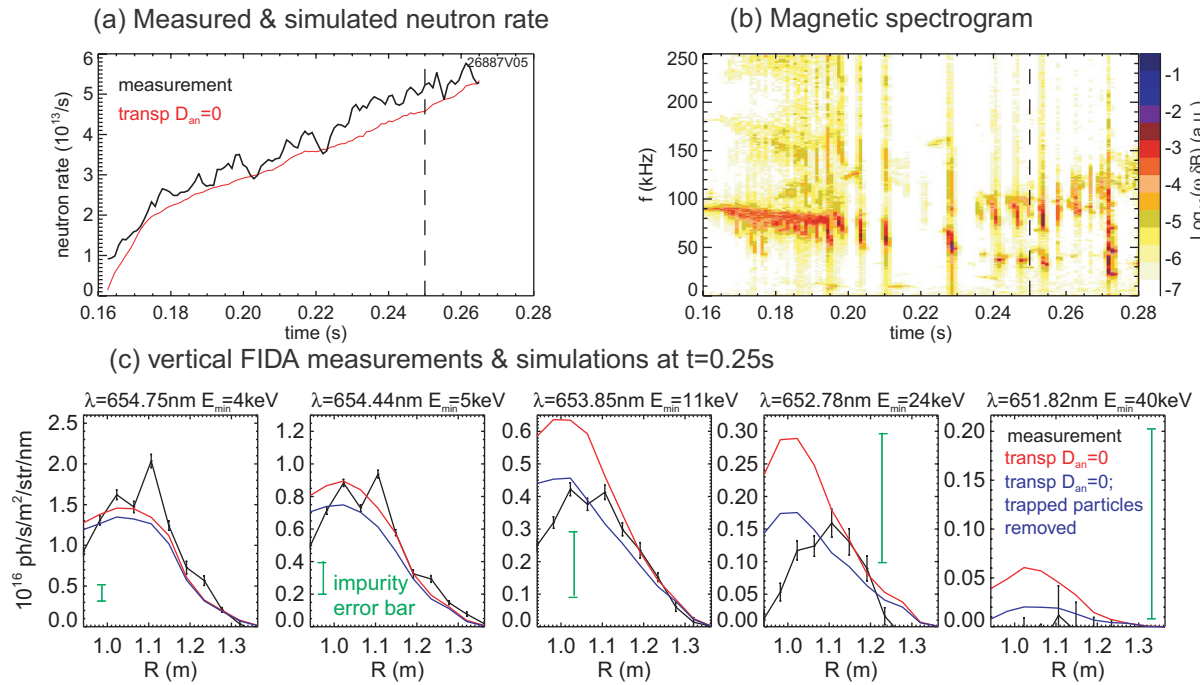 (a) Measured & simulated neutron rate
(b) Magnetic spectrogram
neutron rate (10¹³/s)
6
5
4
3
2
1
0
26887V05
measurement
transp D_an=0
0.16 0.18 0.20 0.22 0.24 0.26 0.28
time (s)
f (kHz)
250
200
150
100
50
0
0.16 0.18 0.20 0.22 0.24 0.26 0.28
time (s)
-1
-2
-3
-4
-5
-6
-7
(c) vertical FIDA measurements & simulations at t=0.25s
10¹⁶ ph/s/m²/str/nm
λ=654.75nm E_min=4keV
2.5
2.0
1.5
1.0
0.5
0.0
1.0 1.1 1.2 1.3
R (m)
λ=654.44nm E_min=5keV
1.2
1.0
0.8
0.6
0.4
0.2
0.0
impurity
error bar
1.0 1.1 1.2 1.3
R (m)
λ=653.85nm E_min=11keV
0.6
0.5
0.4
0.3
0.2
0.1
0.0
1.0 1.1 1.2 1.3
R (m)
λ=652.78nm E_min=24keV
0.30
0.25
0.20
0.15
0.10
0.05
0.00
1.0 1.1 1.2 1.3
R (m)
λ=651.82nm E_min=40keV
0.20
0.15
0.10
0.05
0.00
measurement
transp D_an=0
transp D_an=0;
trapped particles
removed
1.0 1.1 1.2 1.3
R (m)